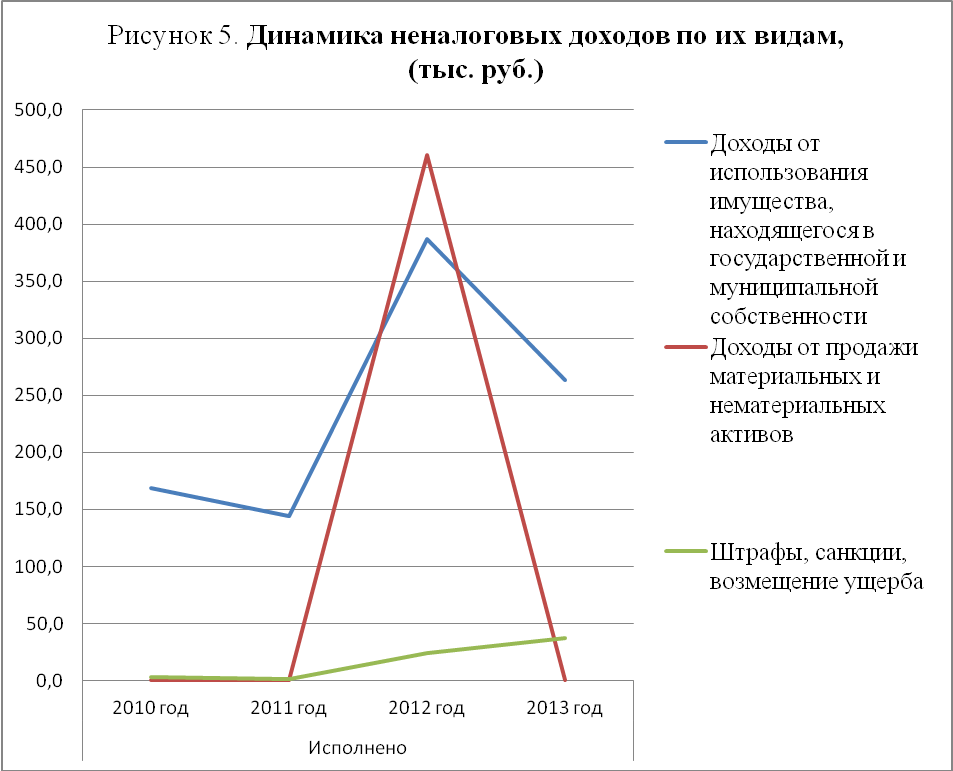 Рисунок 5. Динамика неналоговых доходов по их видам,
(тыс. руб.)
500,0
450,0
400,0
350,0
300,0
250,0
200,0
150,0
100,0
50,0
0,0
2010 год 2011 год 2012 год 2013 год
Исполнено
Доходы от
использования
имущества,
находящегося в
государственной и
муниципальной
собственности
Доходы от продажи
материальных и
нематериальных
активов
Штрафы, санкции,
возмещение ущерба